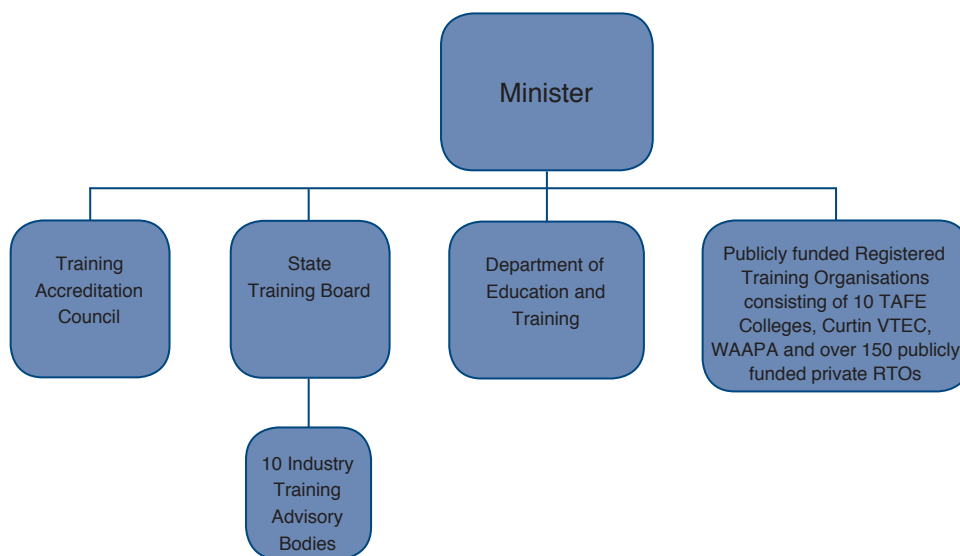 Minister
Training
Accreditation
Council
State
Training Board
Department of
Education and
Training
Publicly funded Registered
Training Organisations
consisting of 10 TAFE
Colleges, Curtin VTEC,
WAAPA and over 150 publicly
funded private RTOs
10 Industry
Training
Advisory
Bodies